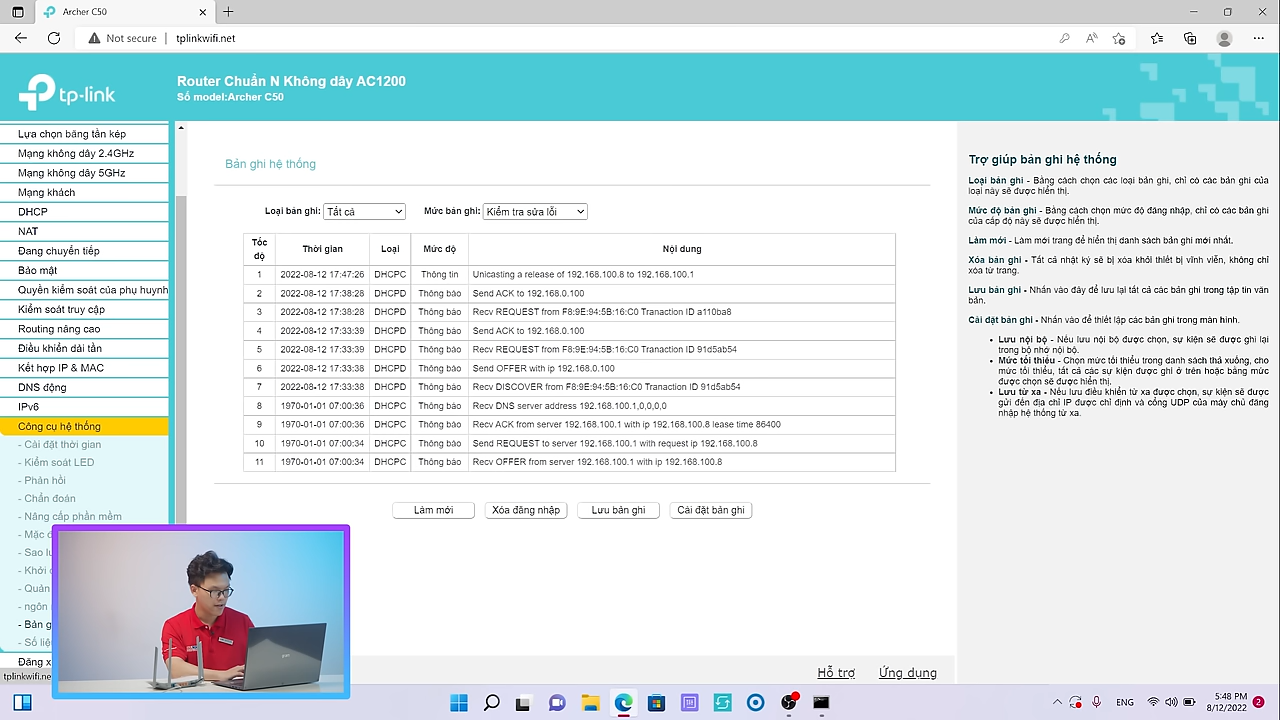 Archer C50
Not secure
tplinkwifi.net
tp-link
Router Chuẩn N Không dây AC1200
Số model:Archer C50
Lựa chọn băng tần kép
Mạng không dây 2.4GHz
Mạng không dây 5GHz
Mạng khách
DHCP
NAT
Đang chuyển tiếp
Bảo mật
Quyền kiểm soát của phụ huynh
Kiểm soát truy cập
Routing nâng cao
Điều khiển dải tần
Kết hợp IP & MAC
DNS động
IPv6
Công cụ hệ thống
- Cài đặt thời gian
- Kiểm soát LED
- Phản hồi
- Chẩn đoán
- Nâng cấp phần mềm
- Mặc
- Sao
- Khởi
- Quản
- ngôn
- Bản
- Số
Đăng
tplinkwifi.ne
Bản ghi hệ thống
Loại bản ghi: Tất cả Mức bản ghi: Kiểm tra sửa lỗi
Tốc độ Thời gian Loại Mức độ Nội dung
1 2022-08-12 17:47:26 DHCPC Thông tin Unicasting a release of 192.168.100.8 to 192.168.100.1
2 2022-08-12 17:38:28 DHCPD Thông báo Send ACK to 192.168.0.100
3 2022-08-12 17:38:28 DHCPD Thông báo Recv REQUEST from F8:9E:94:5B:16:C0 Tranaction ID a110ba8
4 2022-08-12 17:33:39 DHCPD Thông báo Send ACK to 192.168.0.100
5 2022-08-12 17:33:39 DHCPD Thông báo Recv REQUEST from F8:9E:94:5B:16:C0 Tranaction ID 91d5ab54
6 2022-08-12 17:33:38 DHCPD Thông báo Send OFFER with ip 192.168.0.100
7 2022-08-12 17:33:38 DHCPD Thông báo Recv DISCOVER from F8:9E:94:5B:16:C0 Tranaction ID 91d5ab54
8 1970-01-01 07:00:36 DHCPC Thông báo Recv DNS server address 192.168.100.1,0,0,0,0
9 1970-01-01 07:00:36 DHCPC Thông báo Recv ACK from server 192.168.100.1 with ip 192.168.100.8 lease time 86400
10 1970-01-01 07:00:34 DHCPC Thông báo Send REQUEST to server 192.168.100.1 with request ip 192.168.100.8
11 1970-01-01 07:00:34 DHCPC Thông báo Recv OFFER from server 192.168.100.1 with ip 192.168.100.8
Làm mới Xóa đăng nhập Lưu bản ghi Cài đặt bản ghi
Trợ giúp bản ghi hệ thống
Loại bản ghi - Bằng cách chọn các loại bản ghi, chỉ có các bản ghi của
loại này sẽ được hiển thị.
Mức độ bản ghi - Bằng cách chọn mức độ đăng nhập, chỉ có các bản ghi
của cấp độ này sẽ được hiển thị.
Làm mới - Làm mới trang để hiển thị danh sách bản ghi mới nhất.
Xóa bản ghi - Tất cả nhật ký sẽ bị xóa khỏi thiết bị vĩnh viễn, không chỉ
xóa từ trang.
Lưu bản ghi - Nhấn vào đây để lưu lại tất cả các bản ghi trong tập tin văn
bản.
Cài đặt bản ghi - Nhấn vào để thiết lập các bản ghi trong màn hình.
• Lưu nội bộ - Nếu lưu nội bộ được chọn, sự kiện sẽ được ghi lại
trong bộ nhớ nội bộ.
• Mức tối thiểu - Chọn mức tối thiểu trong danh sách thả xuống, cho
mức tối thiểu, tất cả các sự kiện được ghi ở trên hoặc bằng mức
được chọn sẽ được hiển thị.
• Lưu từ xa - Nếu lưu điều khiển từ xa được chọn, sự kiện sẽ được
gửi đến địa chỉ IP được chỉ định và cổng UDP của máy chủ đăng
nhập hệ thống từ xa.
Hỗ trợ Ứng dụng
ENG
5:48 PM
8/12/2022
2